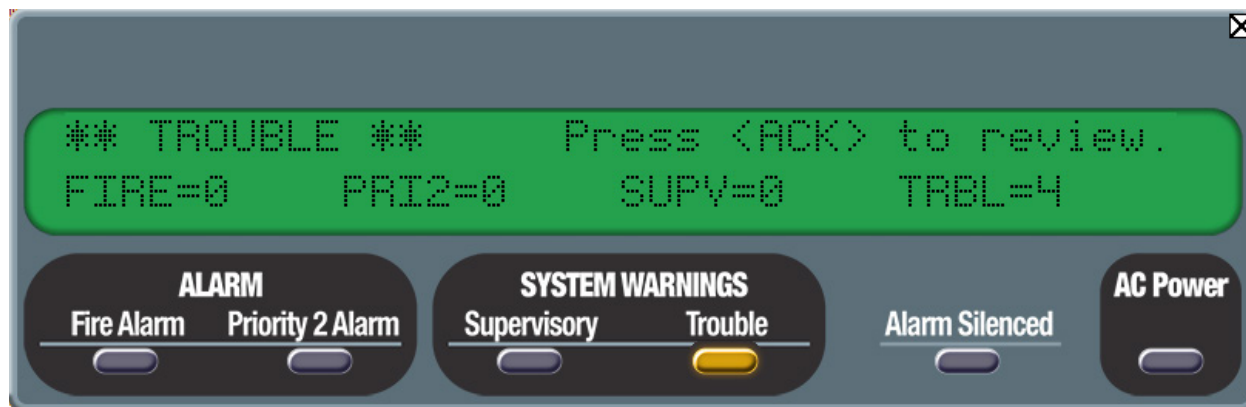 ** TROUBLE ** Press <ACK> to review.
FIRE=0 PRI2=0 SUPV=0 TRBL=4
ALARM
Fire Alarm Priority 2 Alarm
SYSTEM WARNINGS
Supervisory Trouble
Alarm Silenced
AC Power